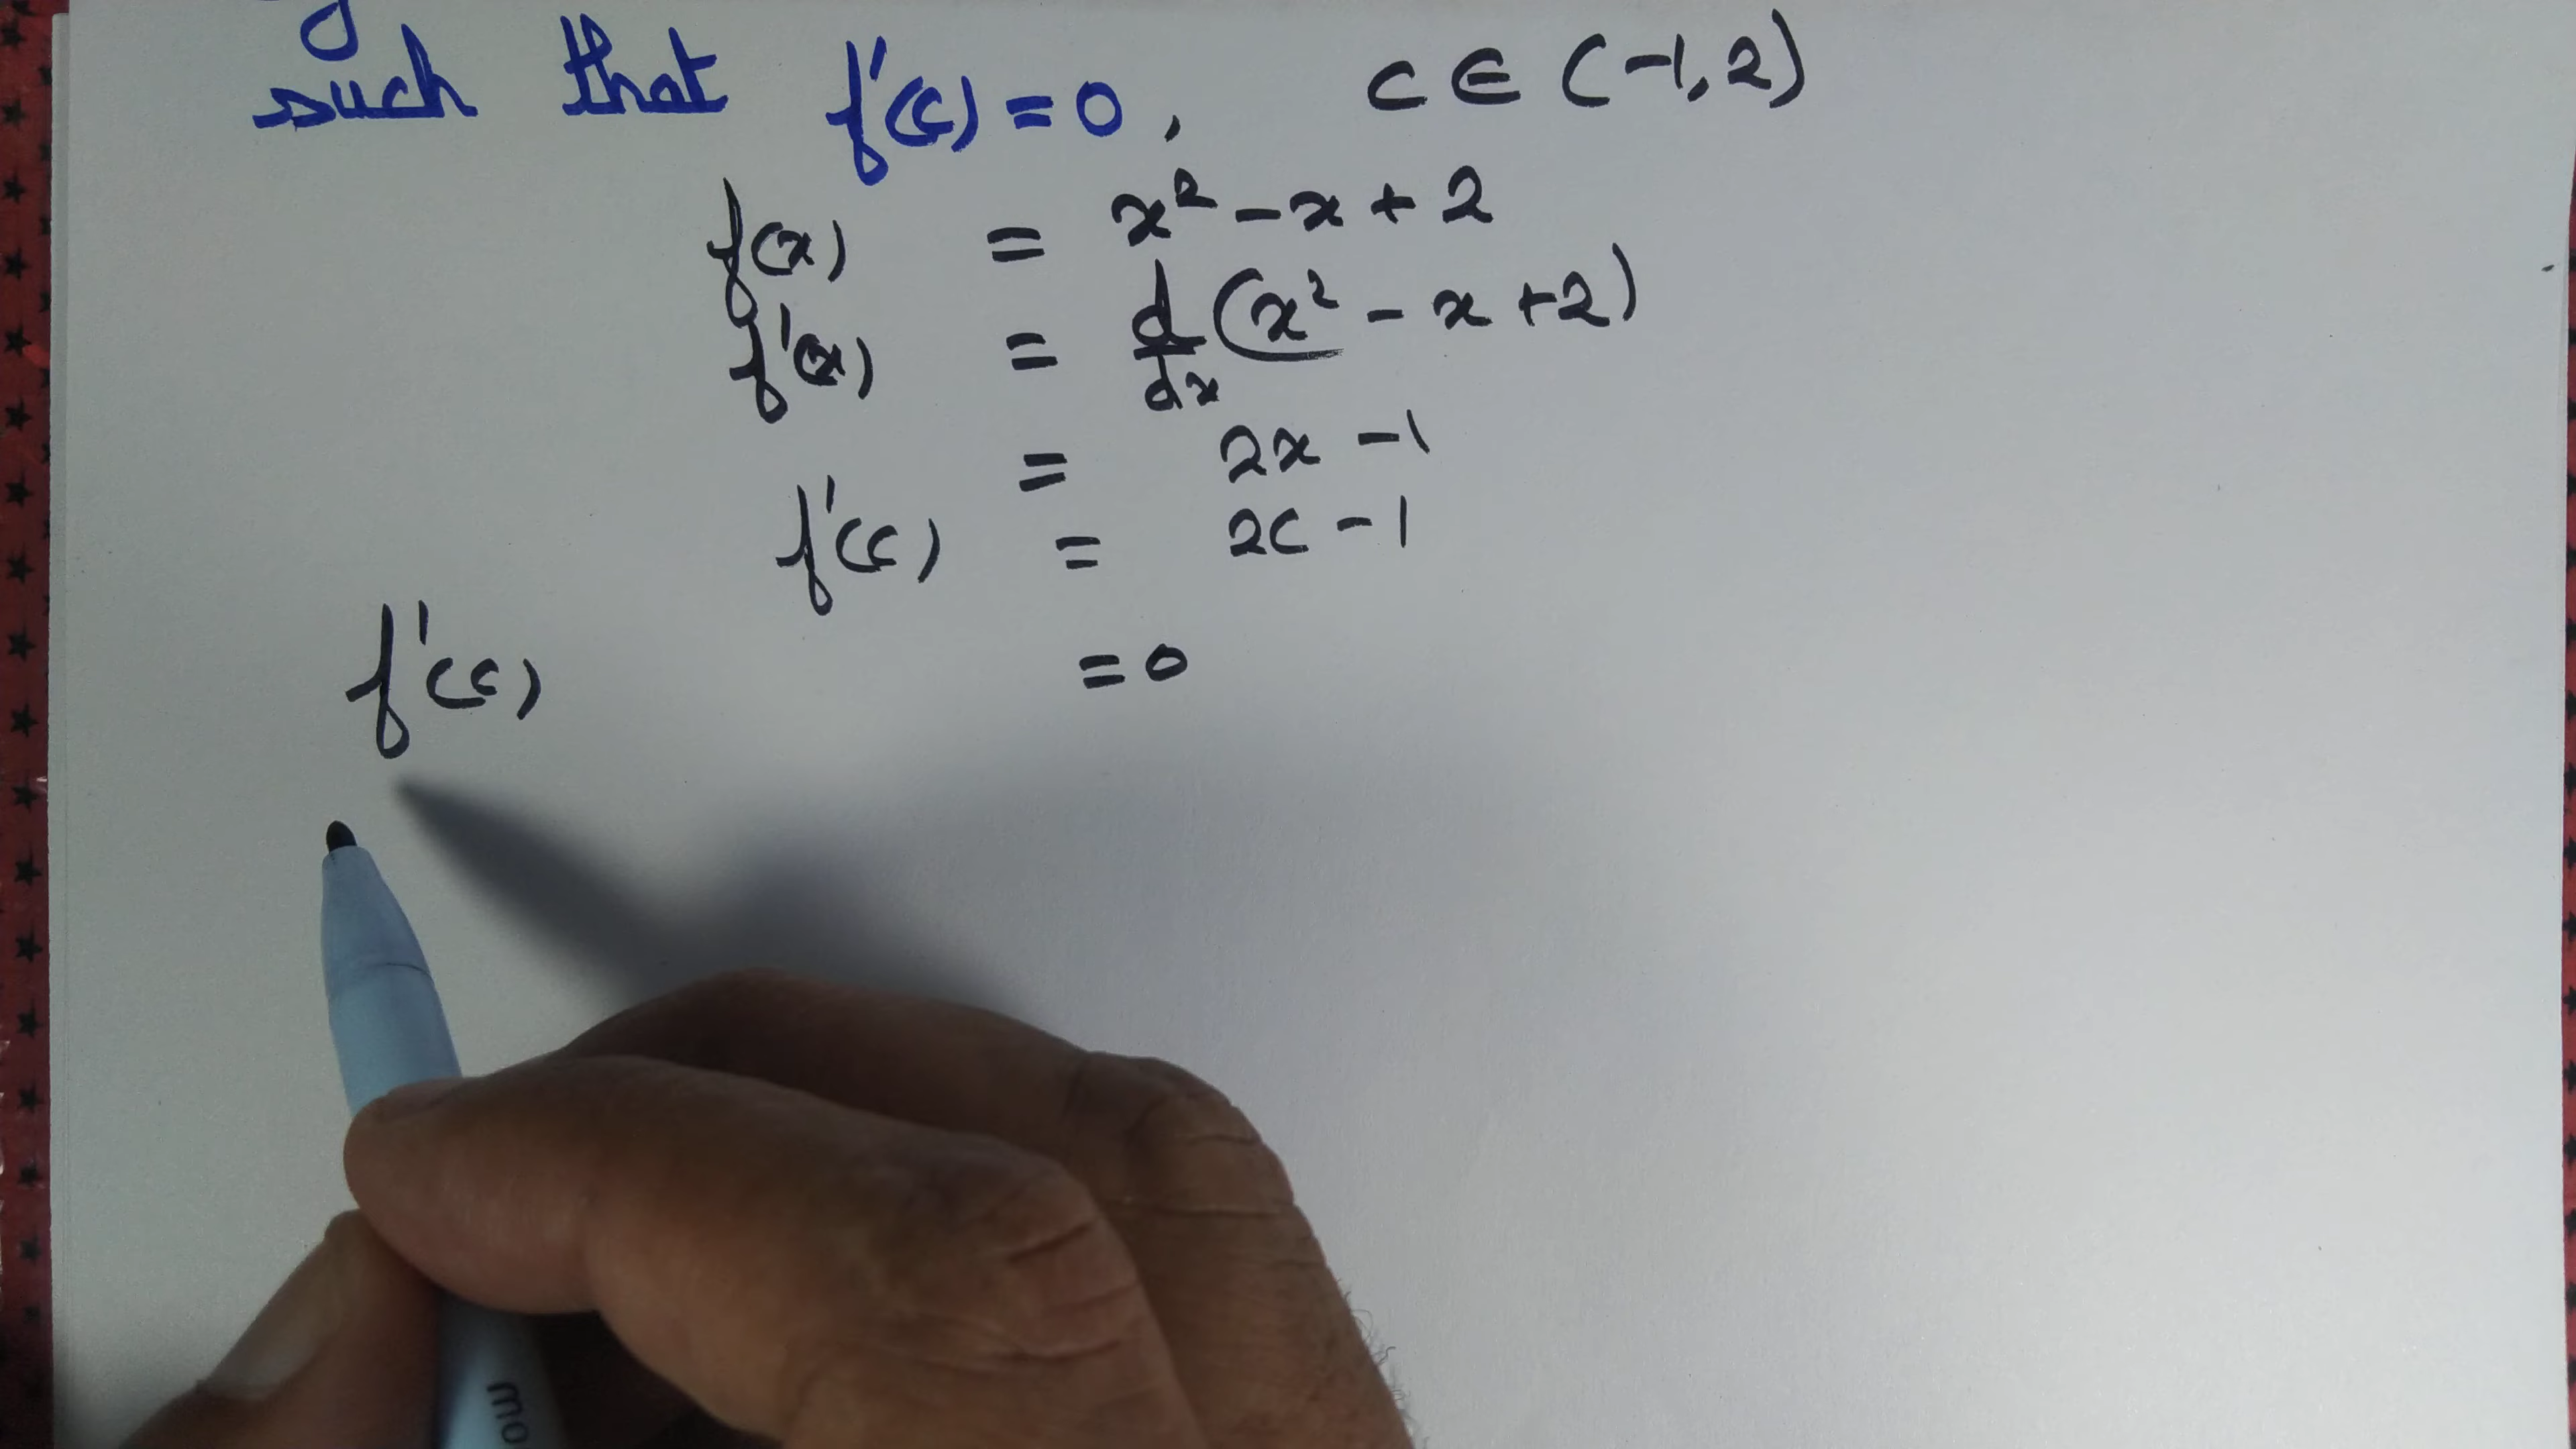 such that f'(c) = 0, c ∈ (-1, 2)
f(x) = x² - x + 2
f'(x) = d/dx (x² - x + 2)
= 2x - 1
f'(c) = 2c - 1
f'(c) = 0